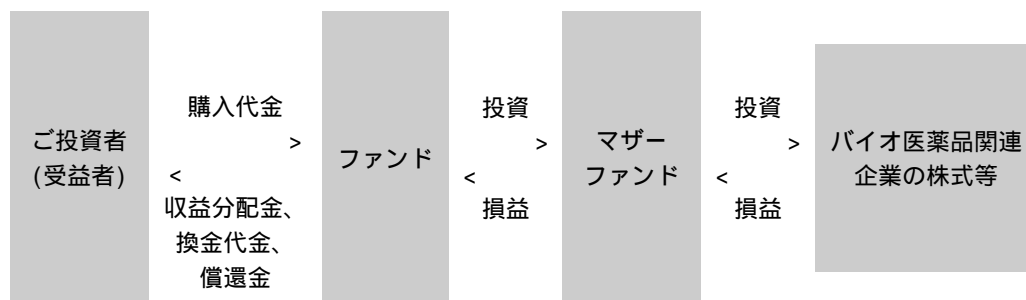 ご投資者
(受益者)
購入代金
>
<
収益分配金、
換金代金、
償還金
ファンド
投資
>
<
損益
マザー
ファンド
投資
>
<
損益
バイオ医薬品関連
企業の株式等